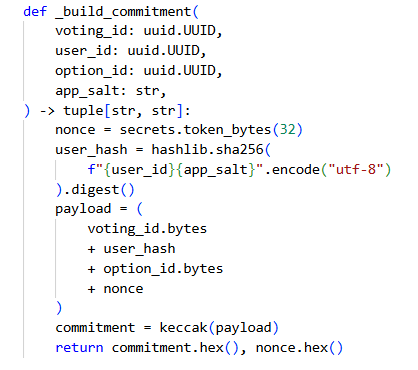 def _build_commitment(
    voting_id: uuid.UUID,
    user_id: uuid.UUID,
    option_id: uuid.UUID,
    app_salt: str,
) -> tuple[str, str]:
    nonce = secrets.token_bytes(32)
    user_hash = hashlib.sha256(
        f"{user_id}{app_salt}".encode("utf-8")
    ).digest()
    payload = (
        voting_id.bytes
        + user_hash
        + option_id.bytes
        + nonce
    )
    commitment = keccak(payload)
    return commitment.hex(), nonce.hex()